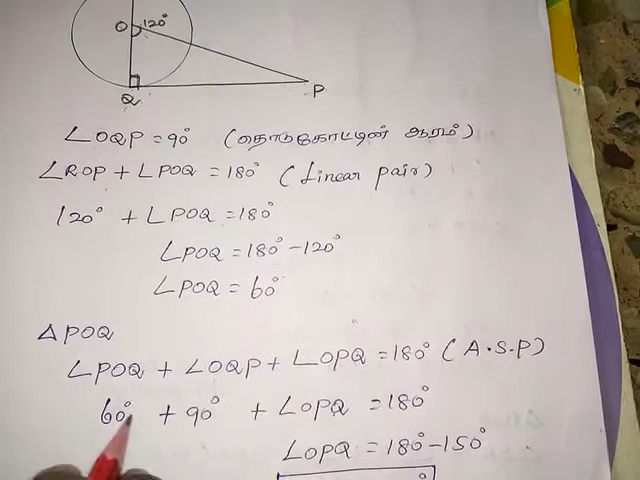 O 120°
Q P
∠OQP = 90° (தொடுகோட்டின் ஆரம்)
∠ROP + ∠POQ = 180° (Linear pair)
120° + ∠POQ = 180°
∠POQ = 180° - 120°
∠POQ = 60°
△POQ
∠POQ + ∠OQP + ∠OPQ = 180° (A.S.P)
60° + 90° + ∠OPQ = 180°
∠OPQ = 180° - 150°